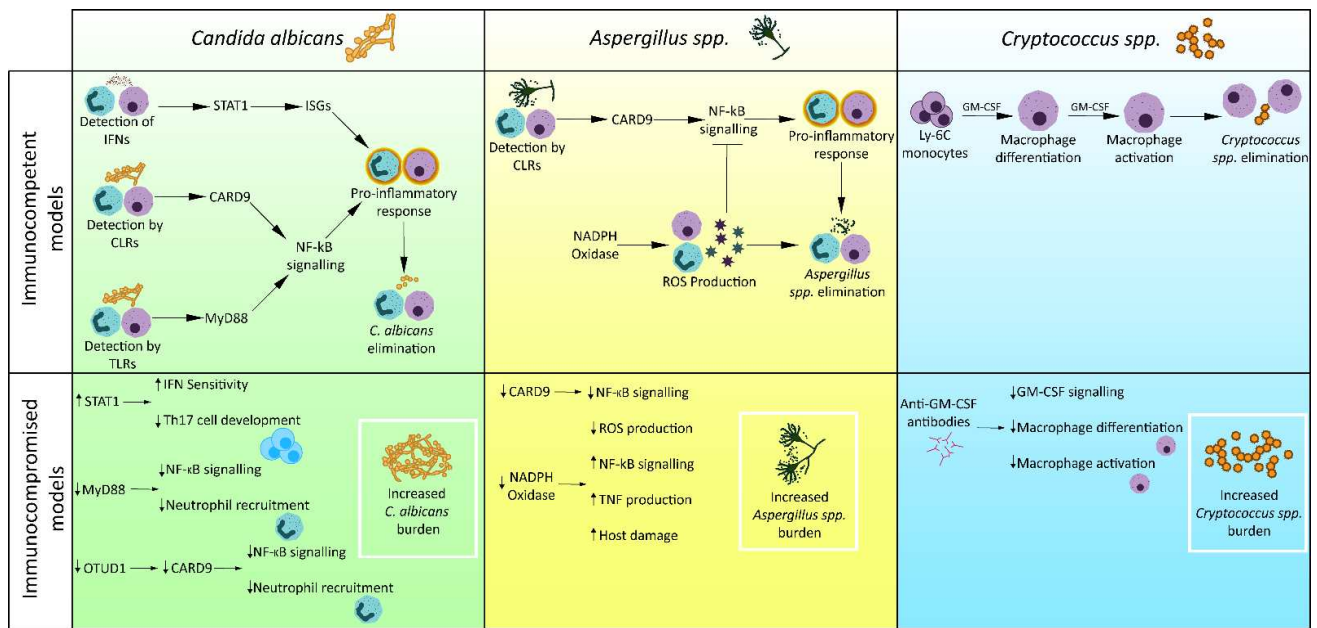 Candida albicans
Aspergillus spp.
Cryptococcus spp.
Immunocompetent
models
Detection of
IFNs
STAT1
ISGs
Detection by
CLRs
CARD9
NF-kB
signalling
Pro-inflammatory
response
Detection by
TLRs
MyD88
C. albicans
elimination
Detection by
CLRs
CARD9
NF-kB
signalling
Pro-inflammatory
response
NADPH
Oxidase
ROS Production
Aspergillus
spp. elimination
Ly-6C
monocytes
GM-CSF
Macrophage
differentiation
GM-CSF
Macrophage
activation
Cryptococcus
spp. elimination
Immunocompromised
models
↑STAT1
↑IFN Sensitivity
↓Th17 cell development
↓MyD88
↓NF-κB signalling
↓Neutrophil recruitment
↓OTUD1
↓CARD9
↓NF-κB signalling
↓Neutrophil recruitment
Increased
C. albicans
burden
↓CARD9
↓NF-κB signalling
↓NADPH
Oxidase
↓ROS production
↑NF-kB signalling
↑TNF production
↑Host damage
Increased
Aspergillus spp.
burden
Anti-GM-CSF
antibodies
↓GM-CSF signalling
↓Macrophage differentiation
↓Macrophage activation
Increased
Cryptococcus spp.
burden